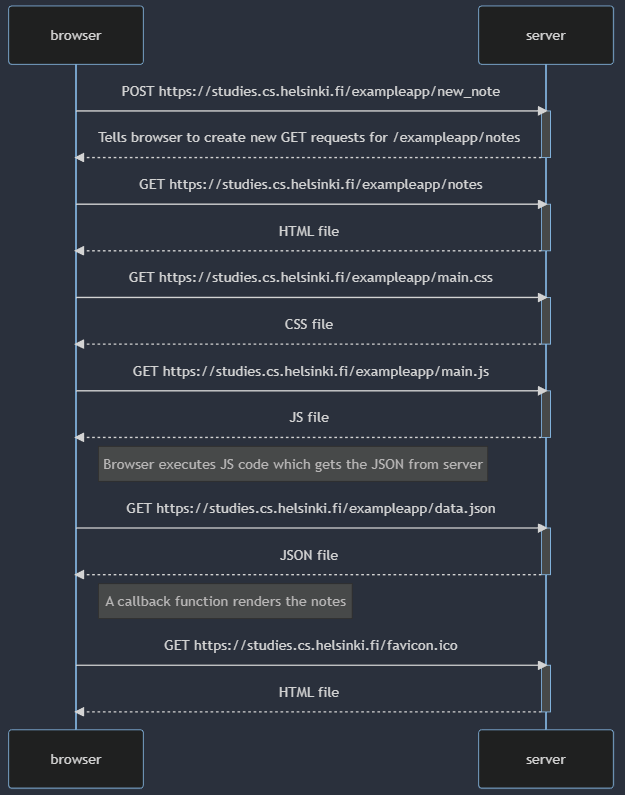 browser server
POST https://studies.cs.helsinki.fi/exampleapp/new_note
Tells browser to create new GET requests for /exampleapp/notes
GET https://studies.cs.helsinki.fi/exampleapp/notes
HTML file
GET https://studies.cs.helsinki.fi/exampleapp/main.css
CSS file
GET https://studies.cs.helsinki.fi/exampleapp/main.js
JS file
Browser executes JS code which gets the JSON from server
GET https://studies.cs.helsinki.fi/exampleapp/data.json
JSON file
A callback function renders the notes
GET https://studies.cs.helsinki.fi/favicon.ico
HTML file
browser server